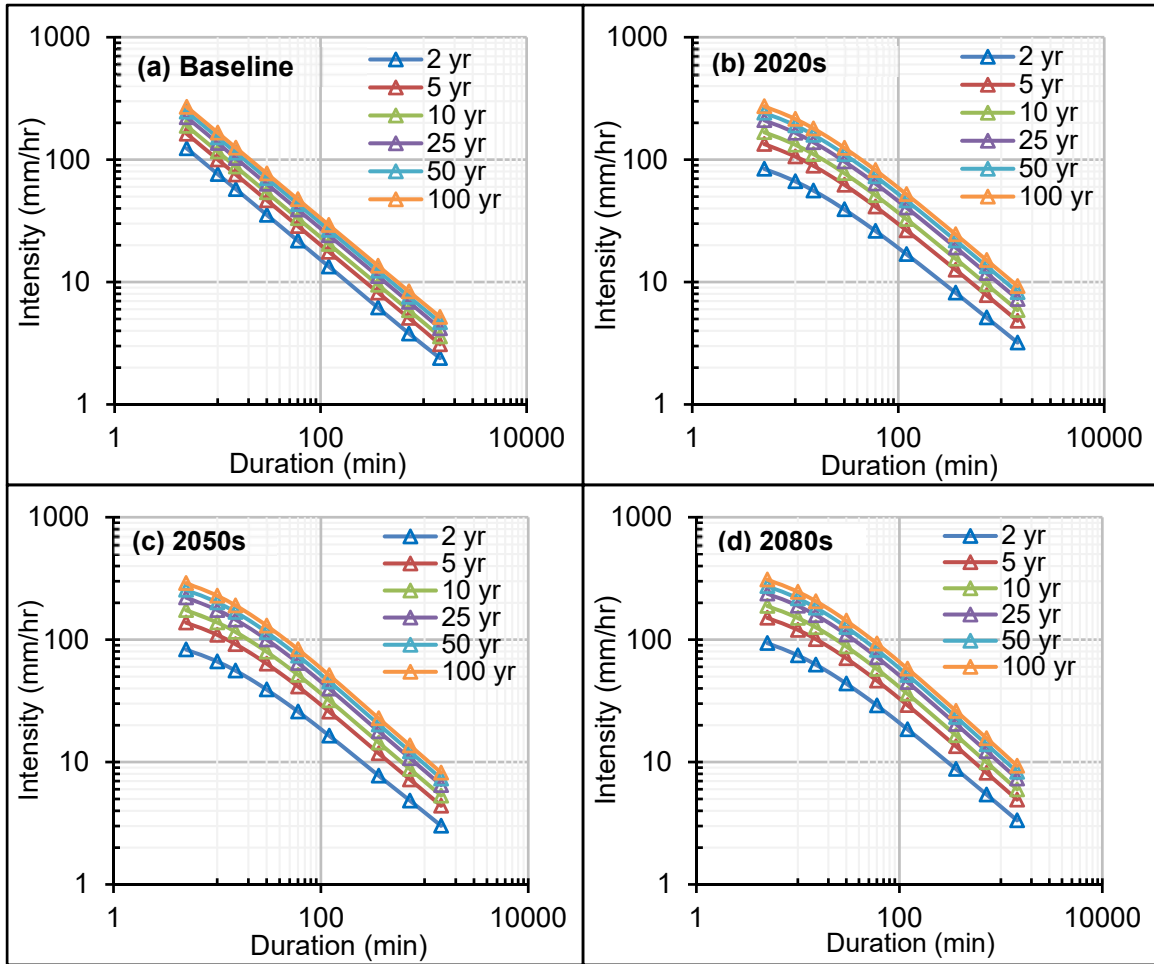 (a) Baseline
1000
100
10
1
1
100
10000
Intensity (mm/hr)
Duration (min)
2 yr
5 yr
10 yr
25 yr
50 yr
100 yr
(b) 2020s
1000
100
10
1
1
100
10000
Intensity (mm/hr)
Duration (min)
2 yr
5 yr
10 yr
25 yr
50 yr
100 yr
(c) 2050s
1000
100
10
1
1
100
10000
Intensity (mm/hr)
Duration (min)
2 yr
5 yr
10 yr
25 yr
50 yr
100 yr
(d) 2080s
1000
100
10
1
1
100
10000
Intensity (mm/hr)
Duration (min)
2 yr
5 yr
10 yr
25 yr
50 yr
100 yr